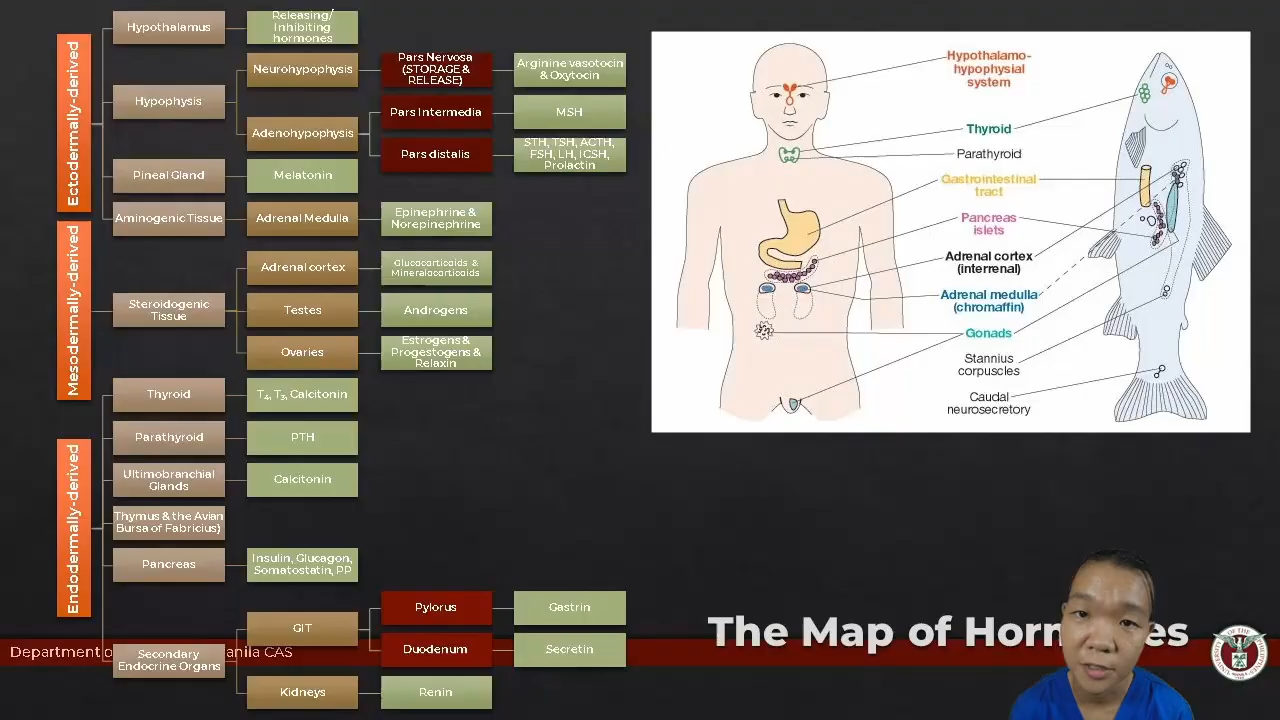 Ectodermally-derived
Hypothalamus
Releasing/
Inhibiting
hormones
Hypophysis
Neurohypophysis
Pars Nervosa
(STORAGE &
RELEASE)
Arginine vasotocin
& Oxytocin
Adenohypophysis
Pars Intermedia
MSH
Pars distalis
STH, TSH, ACTH,
FSH, LH, ICSH,
Prolactin
Pineal Gland
Melatonin
Aminogenic Tissue
Adrenal Medulla
Epinephrine &
Norepinephrine
Mesodermally-derived
Steroidogenic
Tissue
Adrenal cortex
Glucacorticoids &
Mineralacorticoids
Testes
Androgens
Ovaries
Estrogens &
Progestogens &
Relaxin
Endodermally-derived
Thyroid
T₄, T₃, Calcitonin
Parathyroid
PTH
Ultimobranchial
Glands
Calcitonin
Thymus & the Avian
Bursa of Fabricius)
Pancreas
Insulin, Glucagon,
Somatostatin, PP
Secondary
Endocrine Organs
GIT
Pylorus
Gastrin
Duodenum
Secretin
Kidneys
Renin
Hypothalamo-
hypophysial
system
Thyroid
Parathyroid
Gastrointestinal
tract
Pancreas
islets
Adrenal cortex
(interrenal)
Adrenal medulla
(chromaffin)
Gonads
Stannius
corpuscles
Caudal
neurosecretory
The Map of
Department CAS